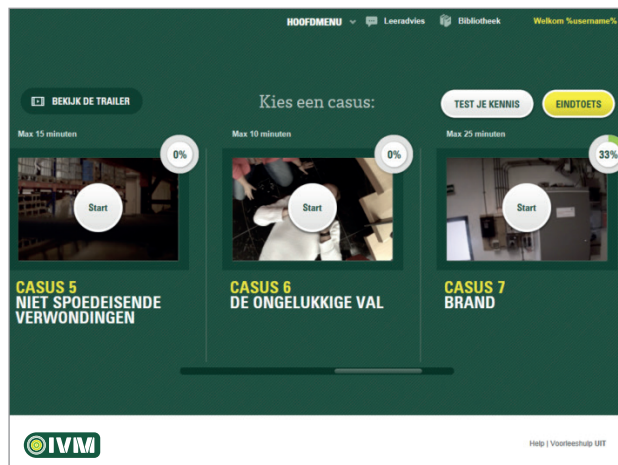 HOOFDMENU
Leeradvies
Bibliotheek
Welkom %username%
BEKIJK DE TRAILER
Kies een casus:
TEST JE KENNIS
EINDTOETS
Max 15 minuten
Max 10 minuten
Max 25 minuten
0%
0%
33%
Start
Start
Start
CASUS 5
NIET SPOEDEISENDE
VERWONDINGEN
CASUS 6
DE ONGELUKKIGE VAL
CASUS 7
BRAND
IVM
Help | Voorleeshulp UIT